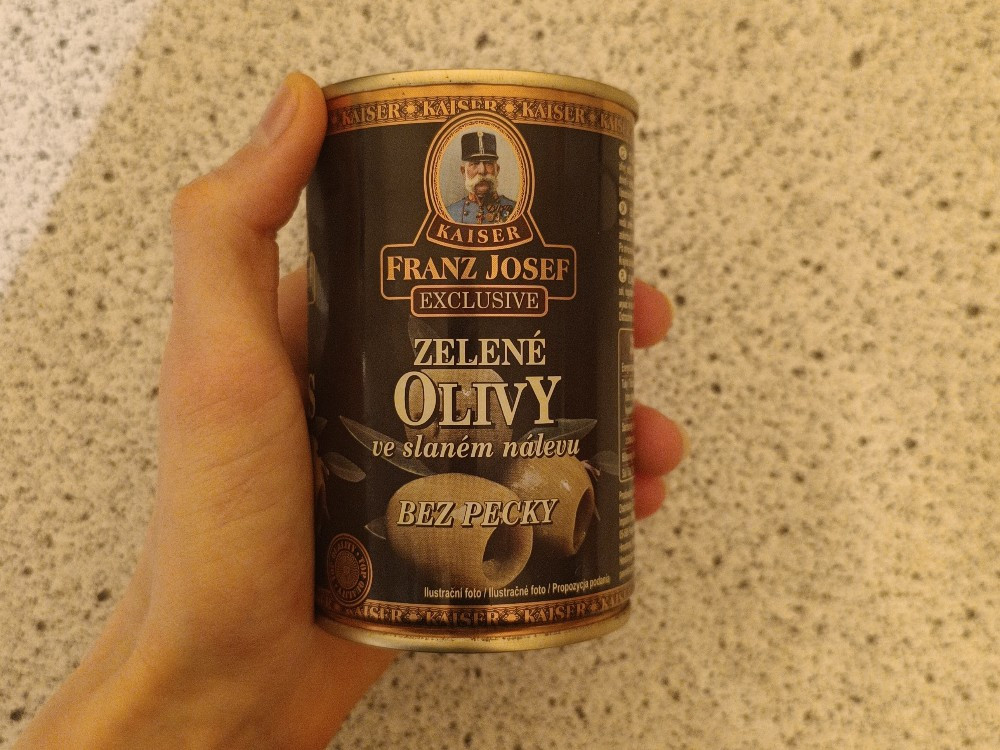 KAISER KAISER KAISER
KAISER
FRANZ JOSEF
EXCLUSIVE
ZELENÉ
OLIVY
ve slaném nálevu
BEZ PECKY
Ilustrační foto / Ilustračné foto / Propozycja podania
KAISER KAISER KAISER